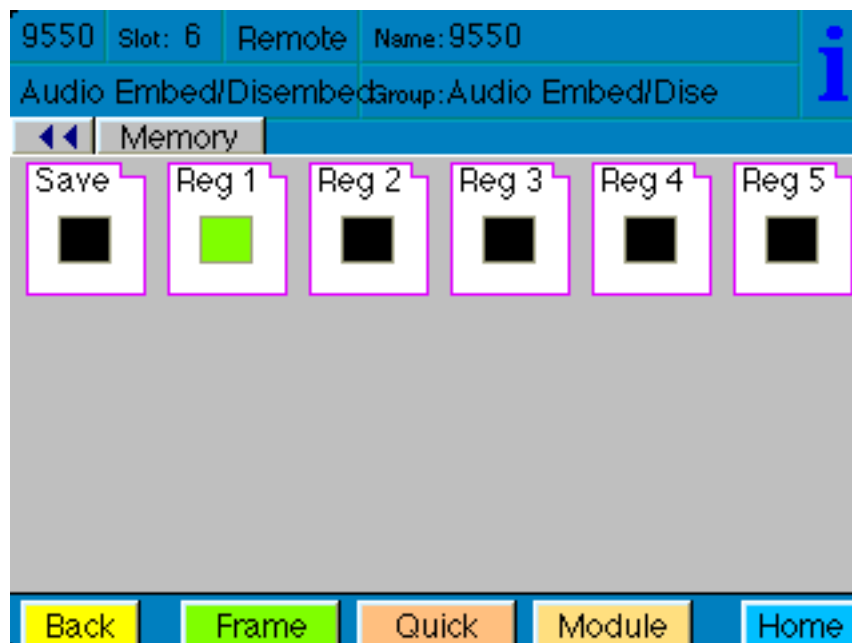 9550 Slot: 6 Remote Name: 9550
Audio Embed/Disembed Group: Audio Embed/Dise
i
Memory
Save Reg 1 Reg 2 Reg 3 Reg 4 Reg 5
Back Frame Quick Module Home